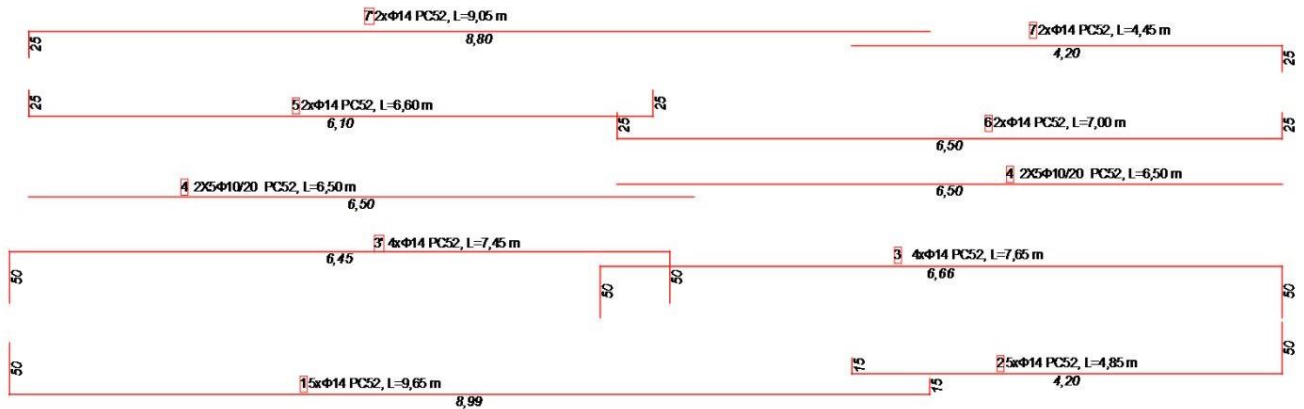 7' 2xΦ14 PC52, L=9,05 m
25
8,80
7 2xΦ14 PC52, L=4,45 m
4,20
25
25
5 2xΦ14 PC52, L=6,60 m
6,10
25
25
6 2xΦ14 PC52, L=7,00 m
6,50
25
4 2X5Φ10/20 PC52, L=6,50 m
6,50
4 2X5Φ10/20 PC52, L=6,50 m
6,50
3' 4xΦ14 PC52, L=7,45 m
6,45
50
50
3 4xΦ14 PC52, L=7,65 m
6,66
50
50
50
1 5xΦ14 PC52, L=9,65 m
8,99
15
15
2 5xΦ14 PC52, L=4,85 m
4,20
50